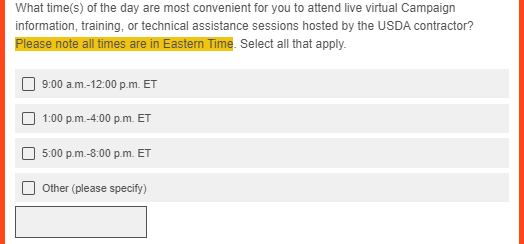 What time(s) of the day are most convenient for you to attend live virtual Campaign
information, training, or technical assistance sessions hosted by the USDA contractor?
Please note all times are in Eastern Time. Select all that apply.
9:00 a.m.-12:00 p.m. ET
1:00 p.m.-4:00 p.m. ET
5:00 p.m.-8:00 p.m. ET
Other (please specify)